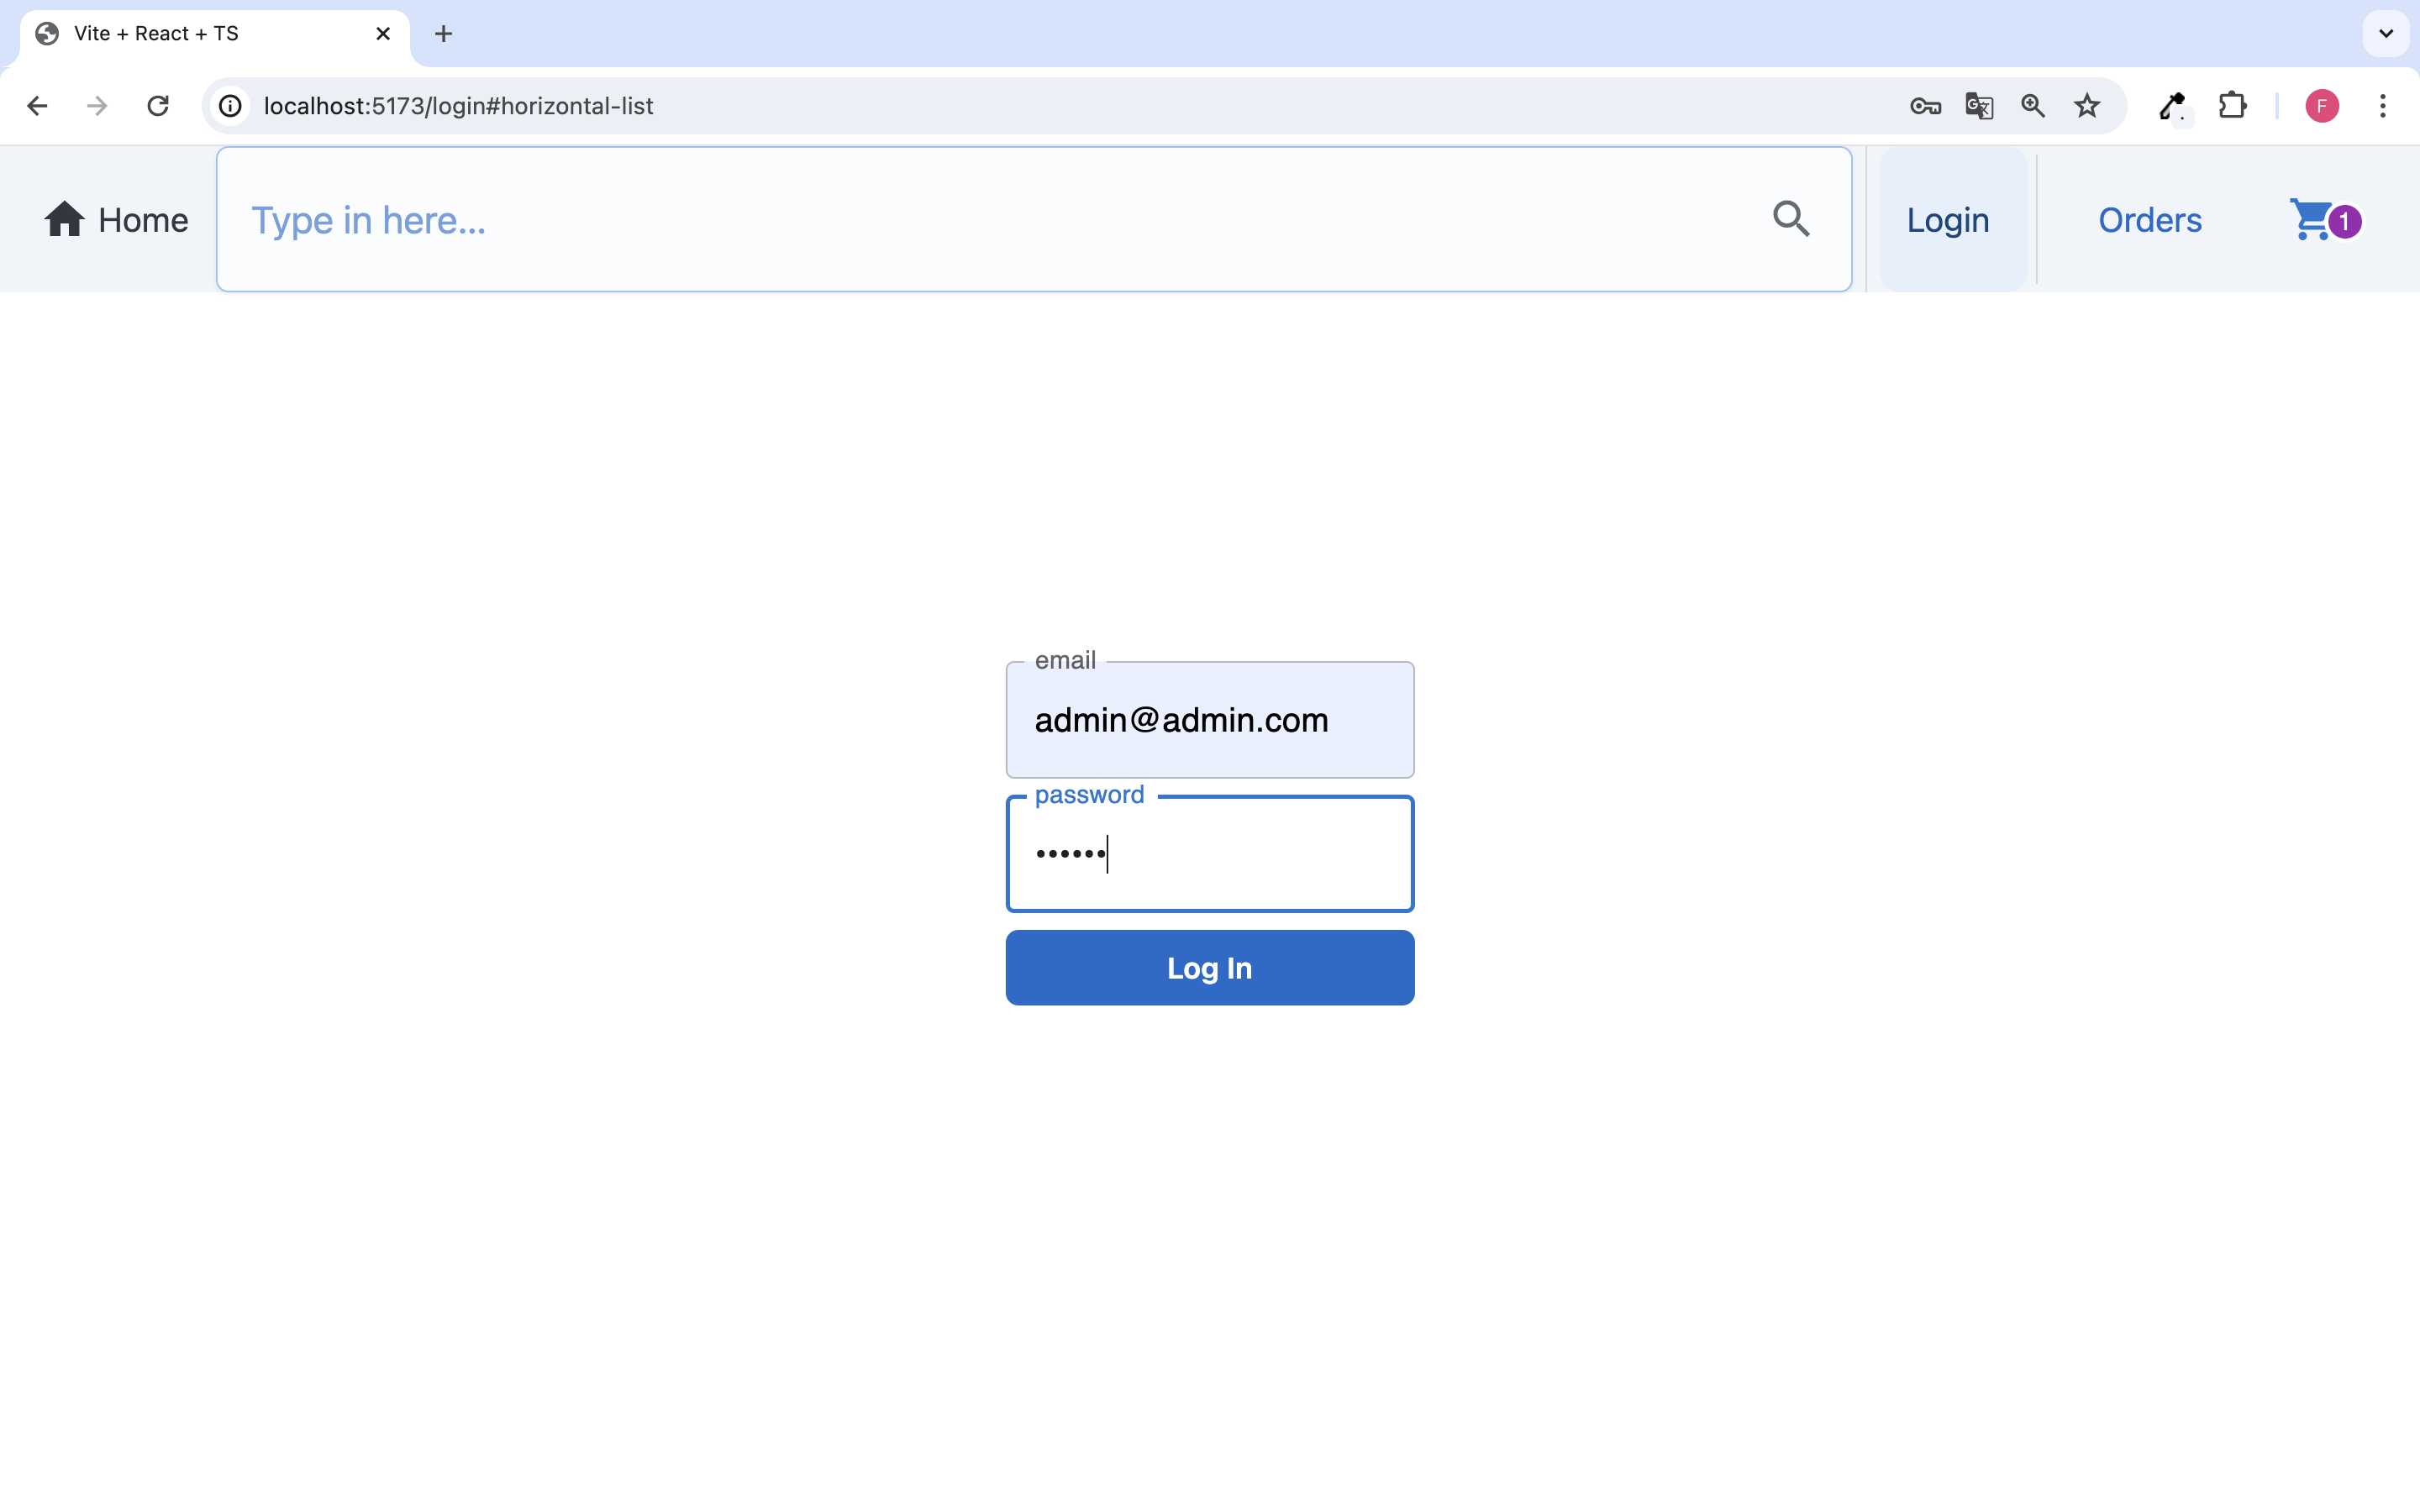 Vite + React + TS
localhost:5173/login#horizontal-list
F
Home
Type in here...
Login
Orders
1
email
admin@admin.com
password
••••••
Log In